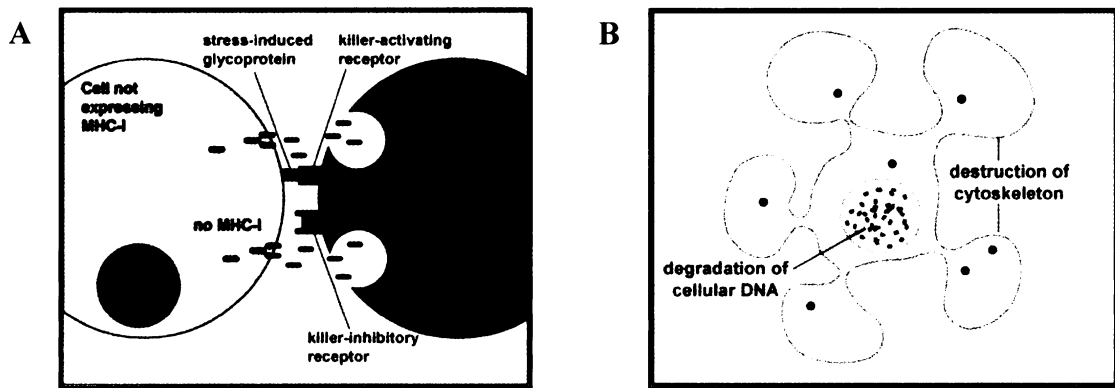 A
stress-induced
glycoprotein
killer-activating
receptor
Cell not
expressing
MHC-I
no MHC-I
killer-inhibitory
receptor
B
destruction of
cytoskeleton
degradation of
cellular DNA